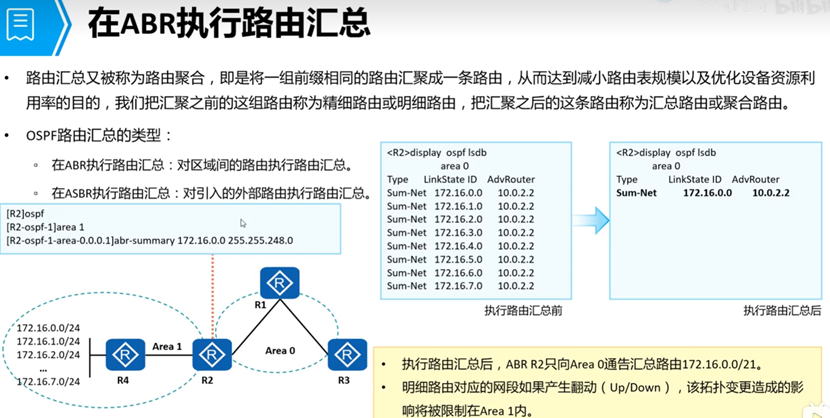 在ABR执行路由汇总
• 路由汇总又被称为路由聚合，即是将一组前缀相同的路由汇聚成一条路由，从而达到减小路由表规模以及优化设备资源利
用率的目的，我们把汇聚之前的这组路由称为精细路由或明细路由，把汇聚之后的这条路由称为汇总路由或聚合路由。
• OSPF路由汇总的类型：
◦ 在ABR执行路由汇总：对区域间的路由执行路由汇总。
◦ 在ASBR执行路由汇总：对引入的外部路由执行路由汇总。
[R2]ospf
[R2-ospf-1]area 1
[R2-ospf-1-area-0.0.0.1]abr-summary 172.16.0.0 255.255.248.0
172.16.0.0/24
172.16.1.0/24
172.16.2.0/24
...
172.16.7.0/24
R
R4
Area 1
R
R2
R
R1
Area 0
R
R3
<R2>display ospf lsdb
area 0
Type LinkState ID AdvRouter
Sum-Net 172.16.0.0 10.0.2.2
Sum-Net 172.16.1.0 10.0.2.2
Sum-Net 172.16.2.0 10.0.2.2
Sum-Net 172.16.3.0 10.0.2.2
Sum-Net 172.16.4.0 10.0.2.2
Sum-Net 172.16.5.0 10.0.2.2
Sum-Net 172.16.6.0 10.0.2.2
Sum-Net 172.16.7.0 10.0.2.2
执行路由汇总前
<R2>display ospf lsdb
area 0
Type LinkState ID AdvRouter
Sum-Net 172.16.0.0 10.0.2.2
执行路由汇总后
• 执行路由汇总后，ABR R2只向Area 0通告汇总路由172.16.0.0/21。
• 明细路由对应的网段如果产生翻动（Up/Down），该拓扑变更造成的影
响将被限制在Area 1内。